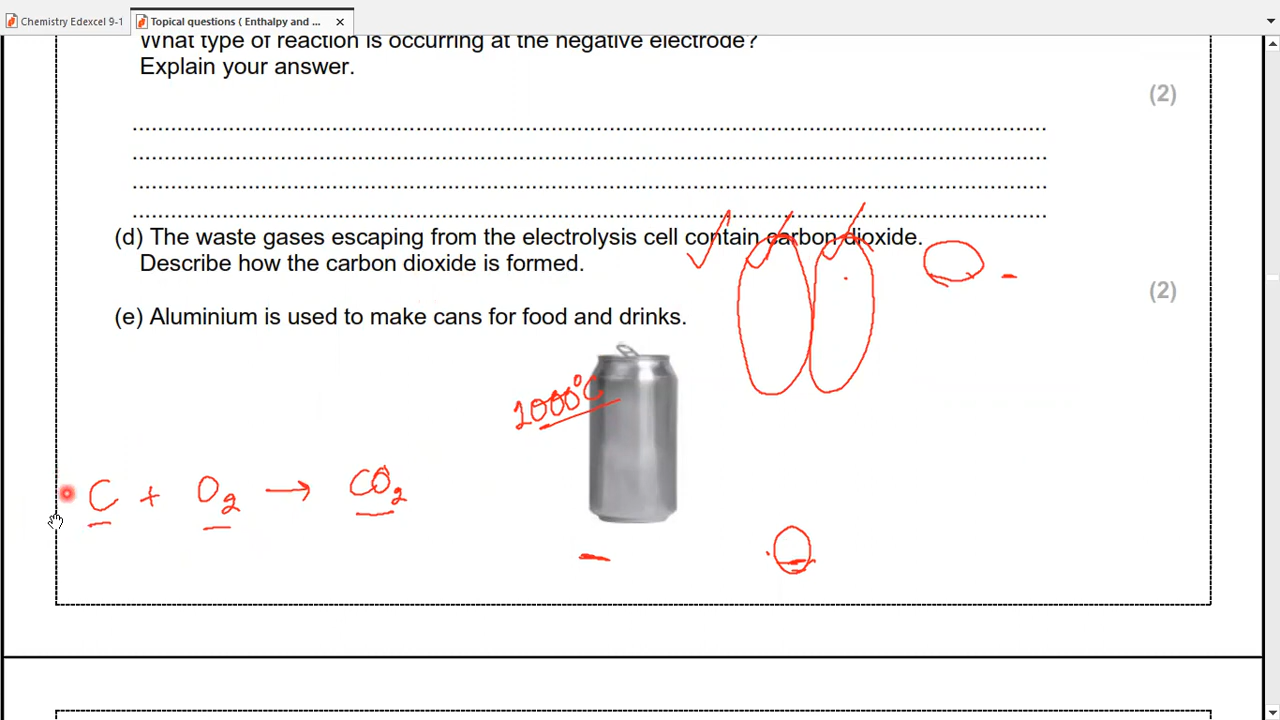 Chemistry Edexcel 9-1
Topical questions ( Enthalpy and ...
What type of reaction is occurring at the negative electrode?
Explain your answer.
(2)
(d) The waste gases escaping from the electrolysis cell contain carbon dioxide.
Describe how the carbon dioxide is formed.
(2)
(e) Aluminium is used to make cans for food and drinks.
1000°C
C + O2 → CO2